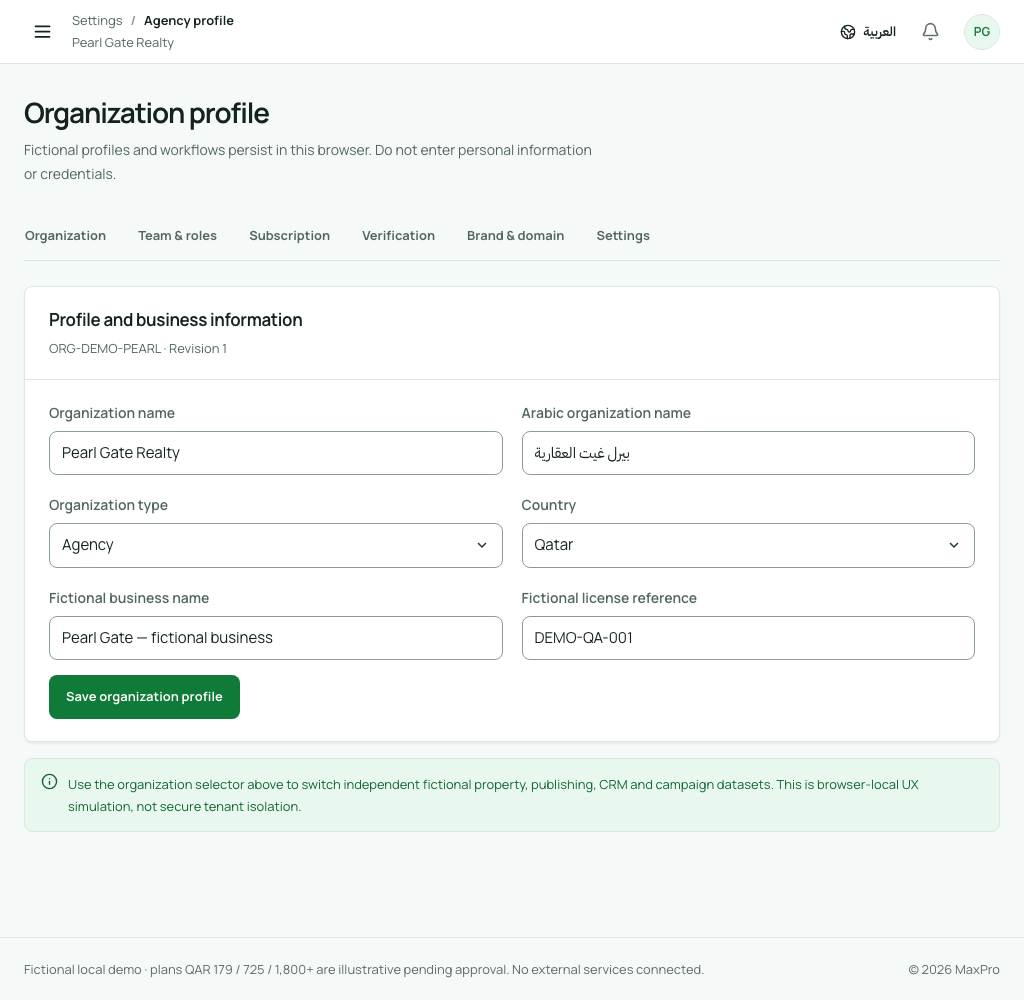 Settings / Agency profile
Pearl Gate Realty
العربية
PG
Organization profile
Fictional profiles and workflows persist in this browser. Do not enter personal information
or credentials.
Organization Team & roles Subscription Verification Brand & domain Settings
Profile and business information
ORG-DEMO-PEARL · Revision 1
Organization name
Pearl Gate Realty
Arabic organization name
بيرل غيت العقارية
Organization type
Agency
Country
Qatar
Fictional business name
Pearl Gate — fictional business
Fictional license reference
DEMO-QA-001
Save organization profile
Use the organization selector above to switch independent fictional property, publishing, CRM and campaign datasets. This is browser-local UX
simulation, not secure tenant isolation.
Fictional local demo · plans QAR 179 / 725 / 1,800+ are illustrative pending approval. No external services connected.
© 2026 MaxPro